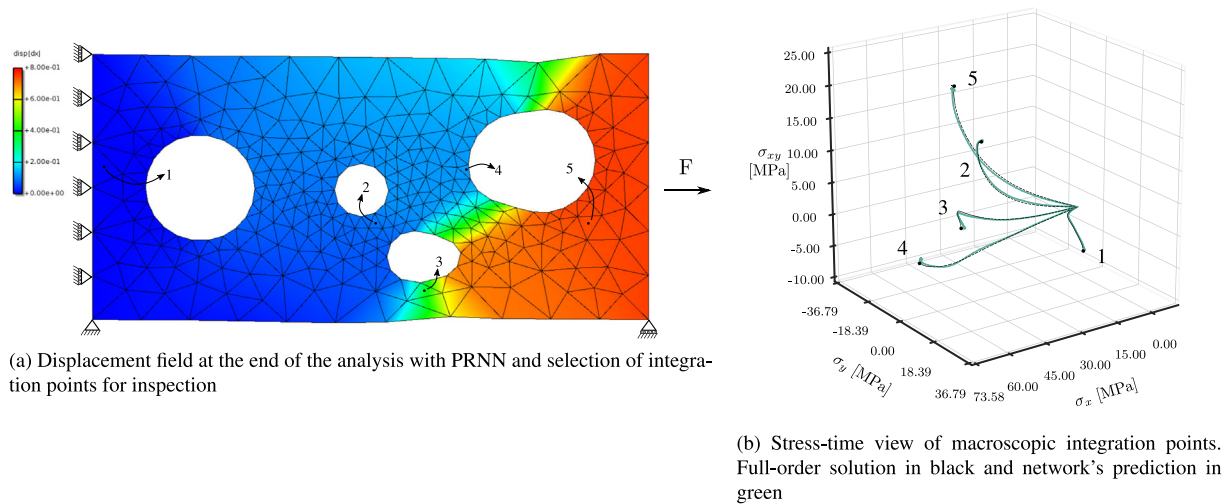 disp[dx]
+8.00e-01
+6.00e-01
+4.00e-01
+2.00e-01
+0.00e+00
1
2
3
4
5
F
(a) Displacement field at the end of the analysis with PRNN and selection of integra-
tion points for inspection
25.00
20.00
15.00
10.00
5.00
0.00
-5.00
-10.00
σxy
[MPa]
5
2
3
4
1
-36.79
-18.39
0.00
18.39
36.79
σy [MPa]
73.58
60.00
45.00
30.00
15.00
0.00
σx [MPa]
(b) Stress-time view of macroscopic integration points.
Full-order solution in black and network's prediction in
green